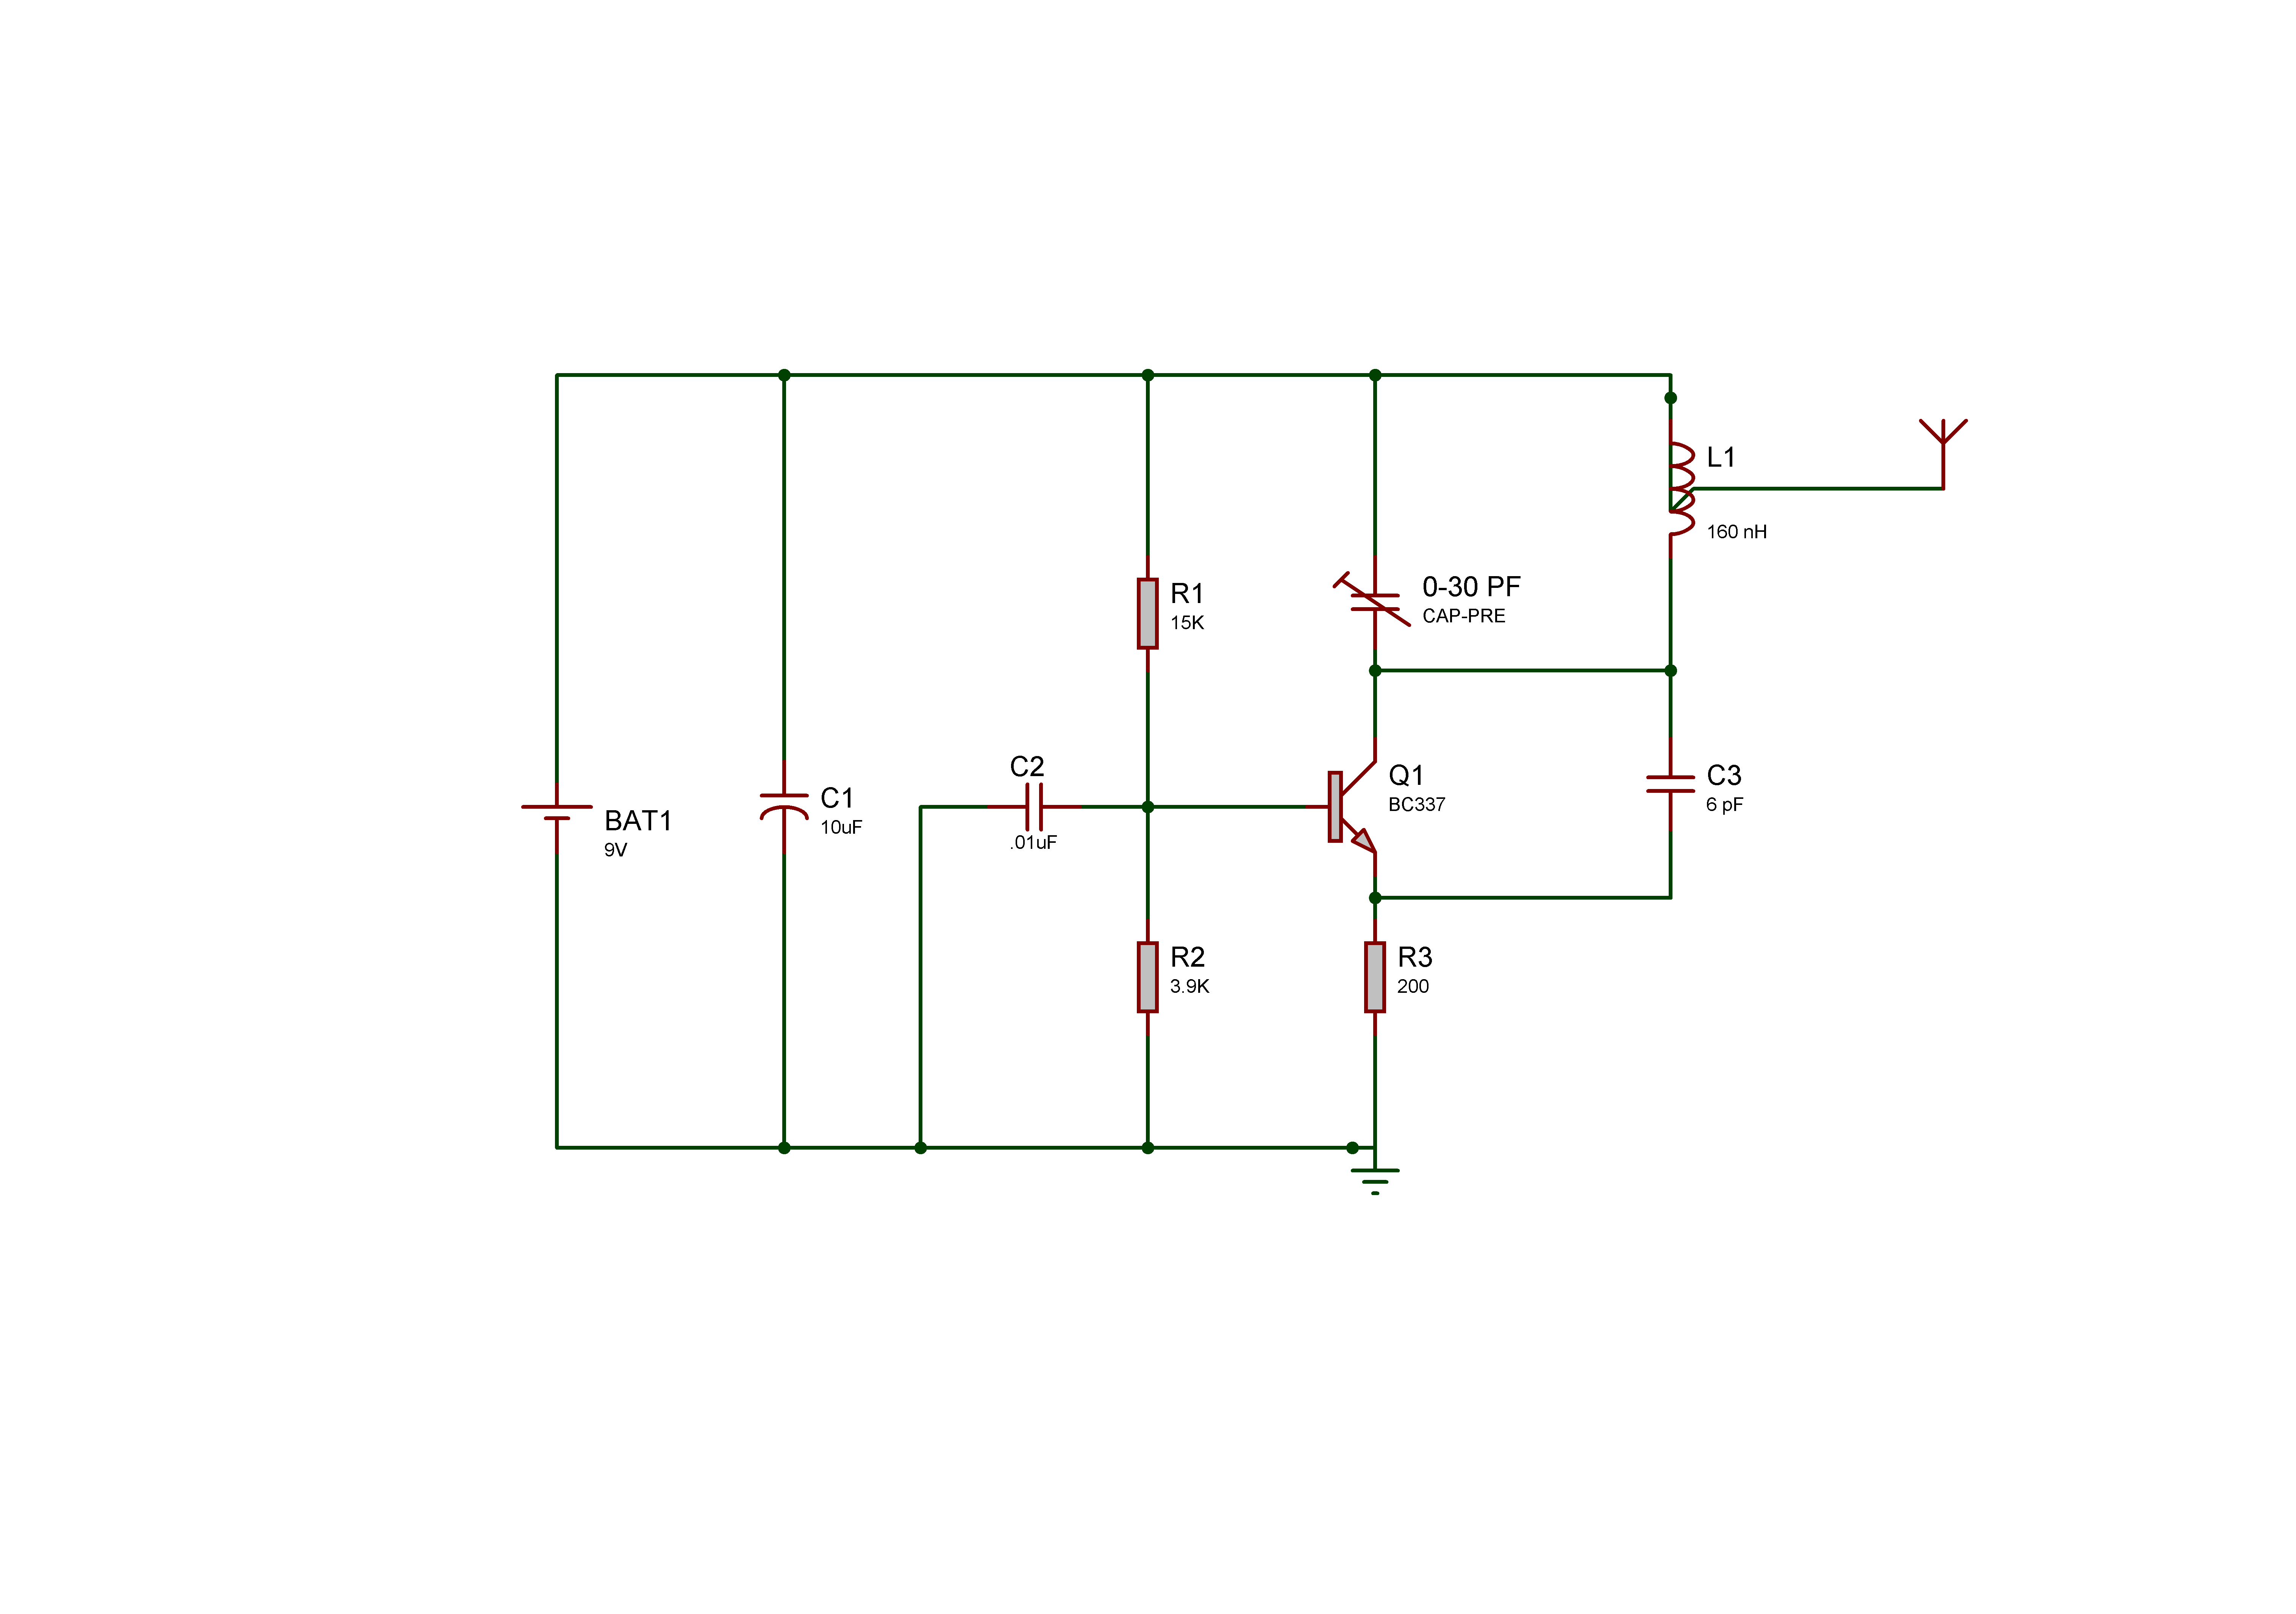 L1
160 nH
0-30 PF
CAP-PRE
R1
15K
C2
.01uF
Q1
BC337
C3
6 pF
C1
10uF
BAT1
9V
R2
3.9K
R3
200